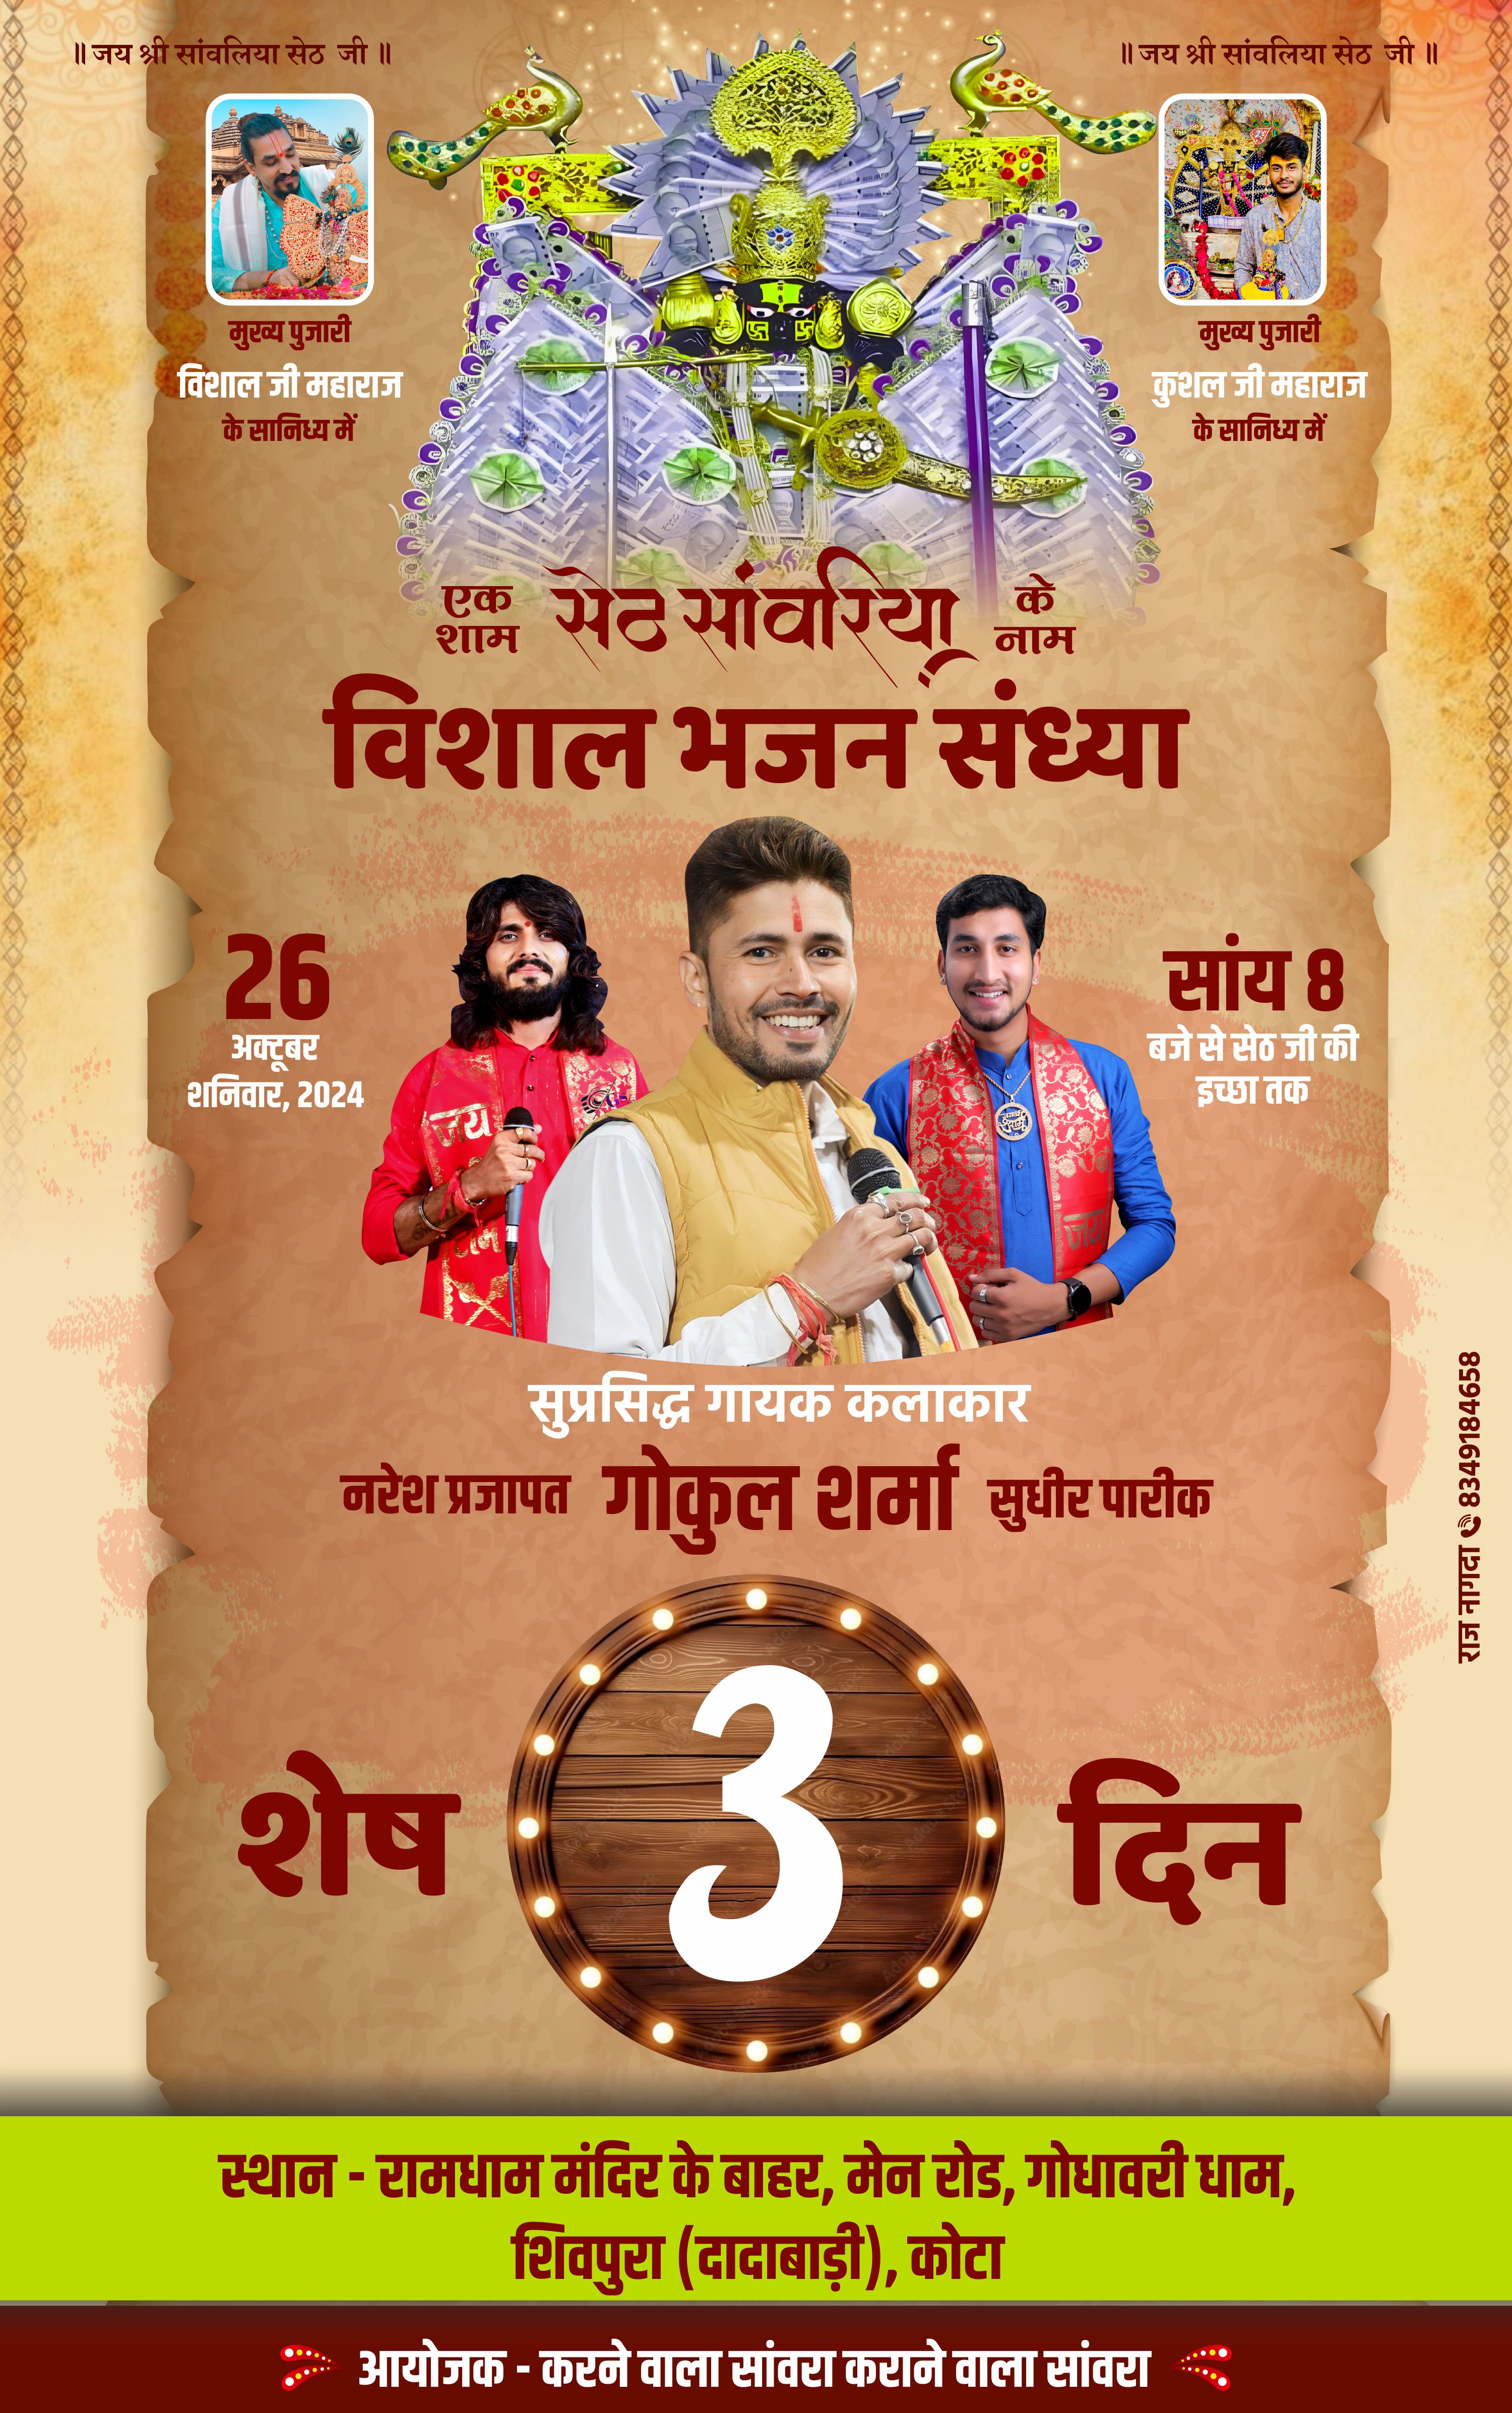 ॥ जय श्री सांवलिया सेठ जी ॥
॥ जय श्री सांवलिया सेठ जी ॥
मुख्य पुजारी
विशाल जी महाराज
के सानिध्य में
मुख्य पुजारी
कुशल जी महाराज
के सानिध्य में
एक शाम सेठ सांवरिया के नाम
विशाल भजन संध्या
26
अक्टूबर
शनिवार, 2024
सांय 8
बजे से सेठ जी की
इच्छा तक
जय
जय
सुप्रसिद्ध गायक कलाकार
नरेश प्रजापत गोकुल शर्मा सुधीर पारीक
राज नागदा 8349184658
शेष 3 दिन
स्थान - रामधाम मंदिर के बाहर, मेन रोड, गोधावरी धाम,
शिवपुरा (दादाबाड़ी), कोटा
आयोजक - करने वाला सांवरा कराने वाला सांवरा